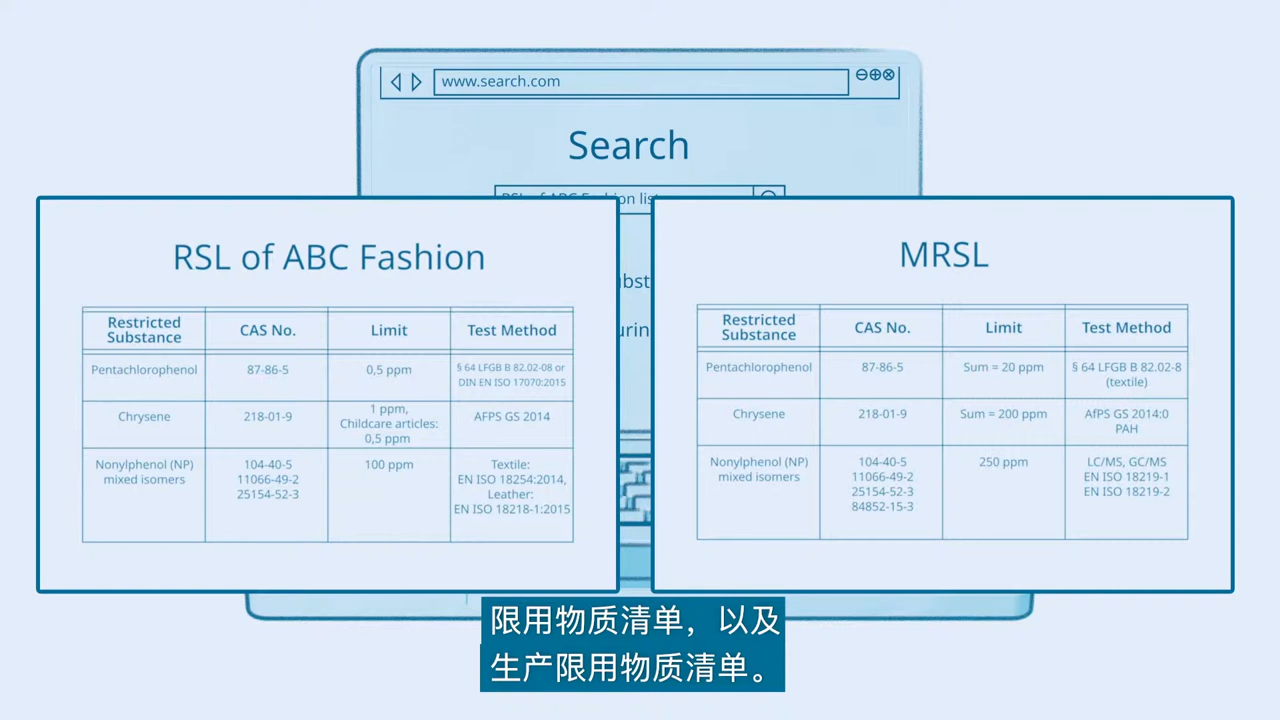 www.search.com
Search
RSL of ABC Fashion
Restricted
Substance
CAS No.
Limit
Test Method
Pentachlorophenol
87-86-5
0,5 ppm
§ 64 LFGB B 82.02-08 or
DIN EN ISO 17070:2015
Chrysene
218-01-9
1 ppm,
Childcare articles:
0,5 ppm
AFPS GS 2014
Nonylphenol (NP)
mixed isomers
104-40-5
11066-49-2
25154-52-3
100 ppm
Textile:
EN ISO 18254:2014,
Leather:
EN ISO 18218-1:2015
MRSL
Restricted
Substance
CAS No.
Limit
Test Method
Pentachlorophenol
87-86-5
Sum = 20 ppm
§ 64 LFGB B 82.02-8
(textile)
Chrysene
218-01-9
Sum = 200 ppm
AfPS GS 2014:0
PAH
Nonylphenol (NP)
mixed isomers
104-40-5
11066-49-2
25154-52-3
84852-15-3
250 ppm
LC/MS, GC/MS
EN ISO 18219-1
EN ISO 18219-2
限用物质清单，以及
生产限用物质清单。